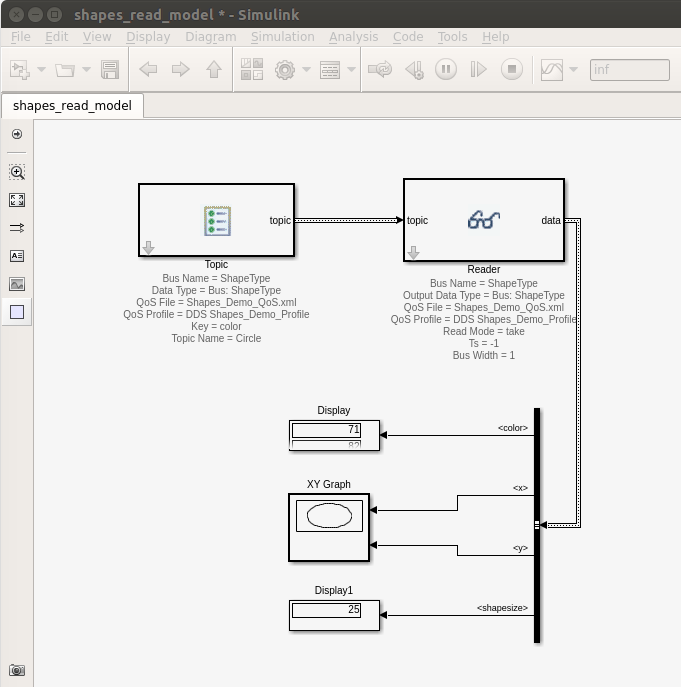 shapes_read_model * - Simulink
File Edit View Display Diagram Simulation Analysis Code Tools Help
inf
shapes_read_model
topic
topic
data
Topic
Bus Name = ShapeType
Data Type = Bus: ShapeType
QoS File = Shapes_Demo_QoS.xml
QoS Profile = DDS Shapes_Demo_Profile
Key = color
Topic Name = Circle
Reader
Bus Name = ShapeType
Output Data Type = Bus: ShapeType
QoS File = Shapes_Demo_QoS.xml
QoS Profile = DDS Shapes_Demo_Profile
Read Mode = take
Ts = -1
Bus Width = 1
Display
71
82
<color>
XY Graph
<x>
<y>
Display1
25
<shapesize>